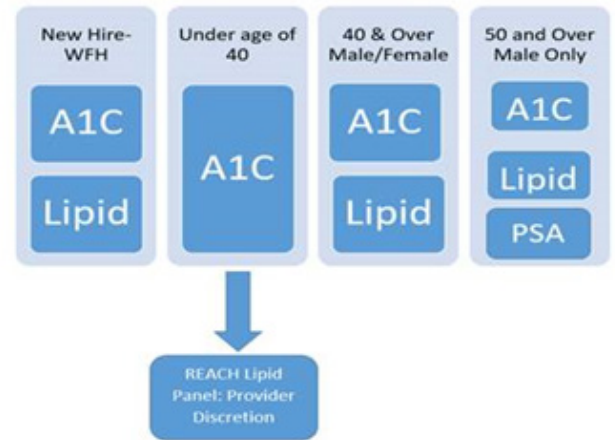 New Hire-
WFH
A1C
Lipid
Under age of
40
A1C
40 & Over
Male/Female
A1C
Lipid
50 and Over
Male Only
A1C
Lipid
PSA
REACH Lipid
Panel: Provider
Discretion